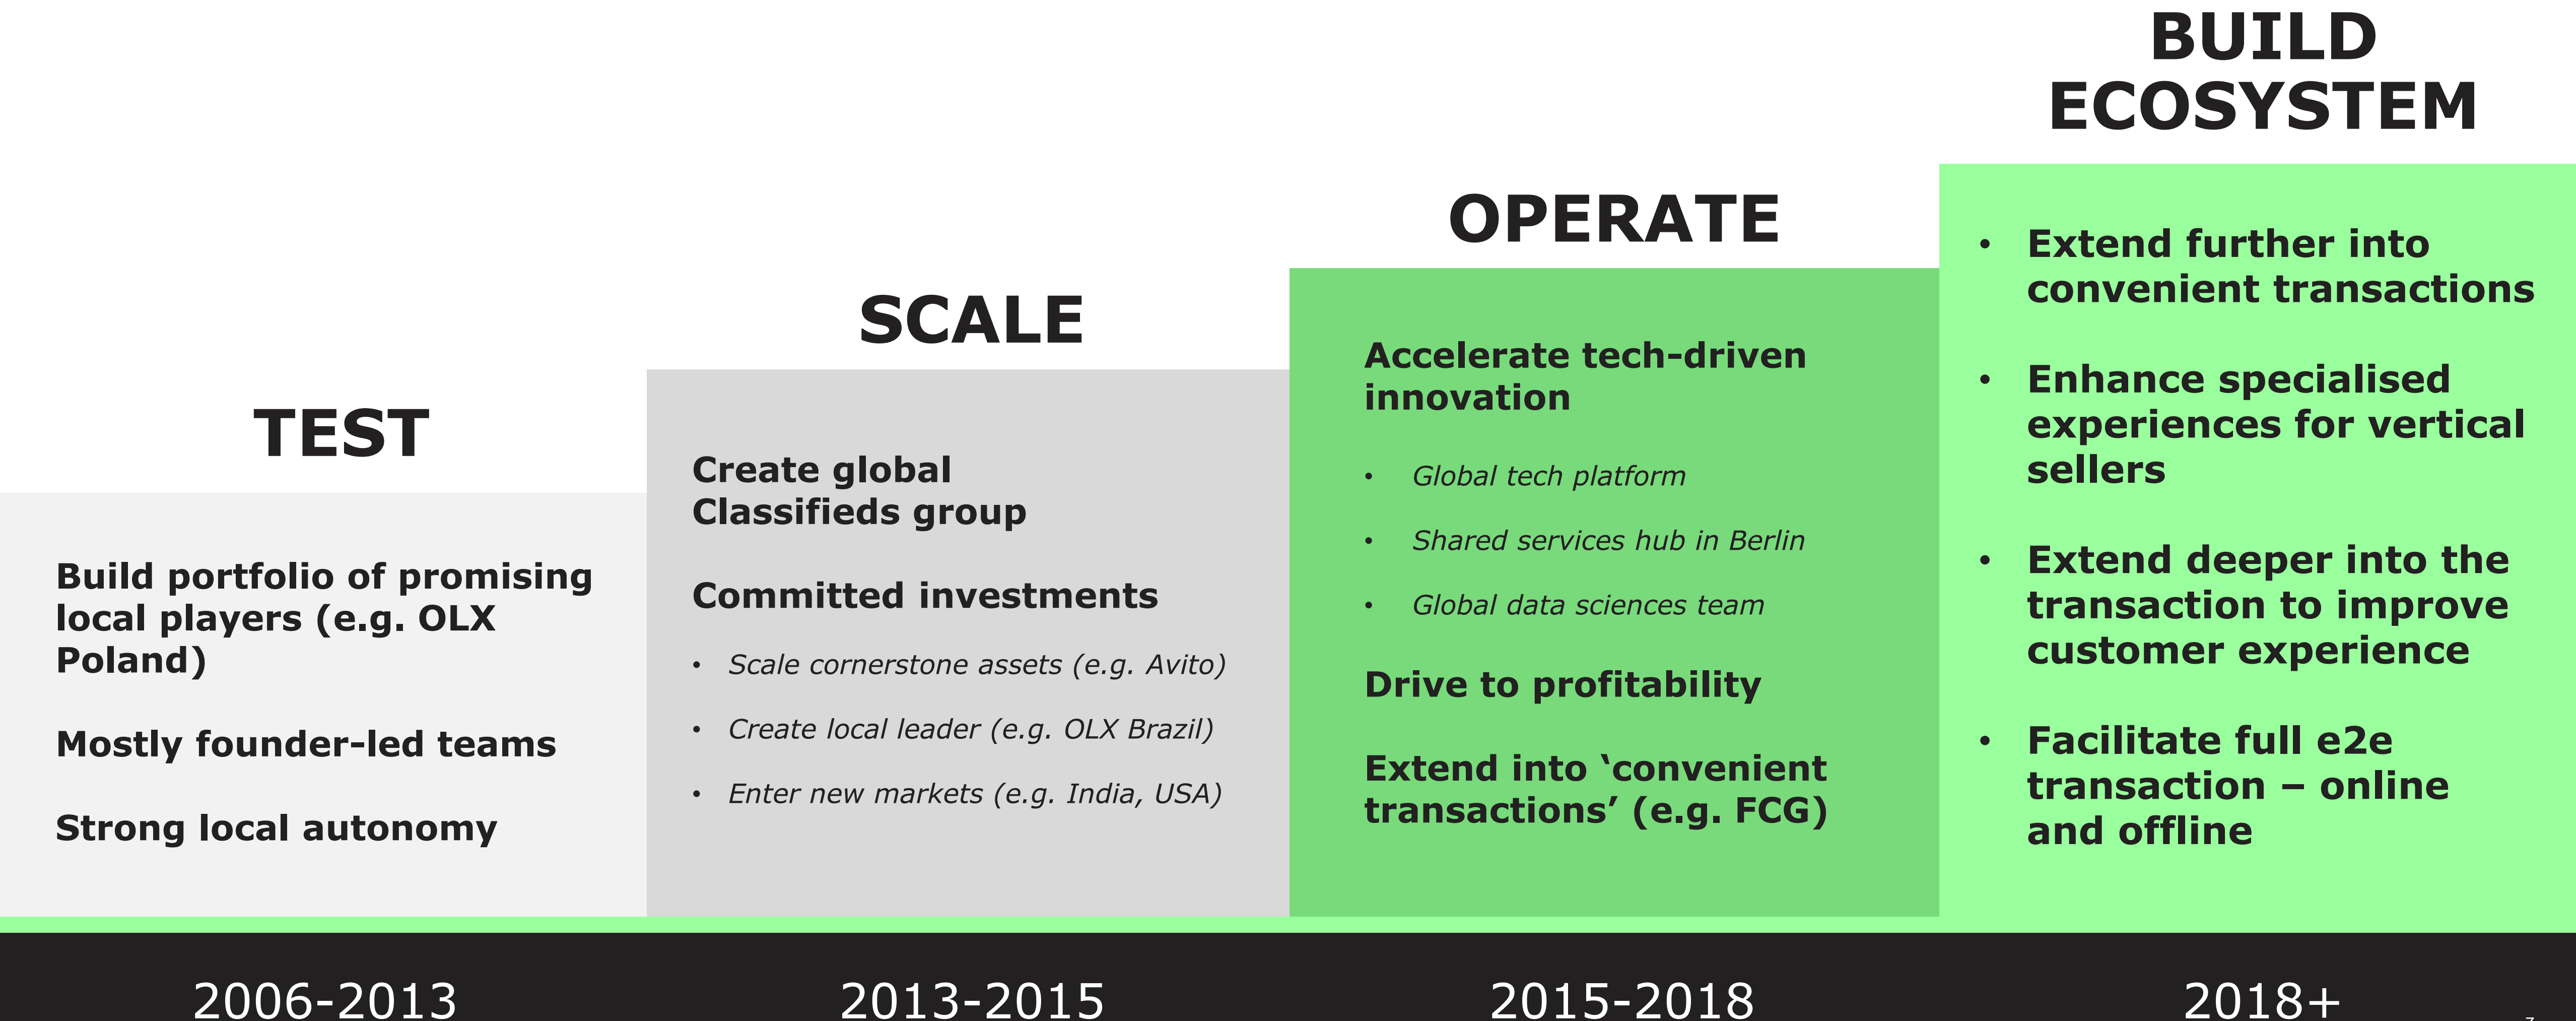 TEST
Build portfolio of promising
local players (e.g. OLX
Poland)
Mostly founder-led teams
Strong local autonomy
2006-2013
SCALE
Create global
Classifieds group
Committed investments
• Scale cornerstone assets (e.g. Avito)
• Create local leader (e.g. OLX Brazil)
• Enter new markets (e.g. India, USA)
2013-2015
OPERATE
Accelerate tech-driven
innovation
• Global tech platform
• Shared services hub in Berlin
• Global data sciences team
Drive to profitability
Extend into ‘convenient
transactions’ (e.g. FCG)
2015-2018
BUILD
ECOSYSTEM
• Extend further into
convenient transactions
• Enhance specialised
experiences for vertical
sellers
• Extend deeper into the
transaction to improve
customer experience
• Facilitate full e2e
transaction – online
and offline
2018+